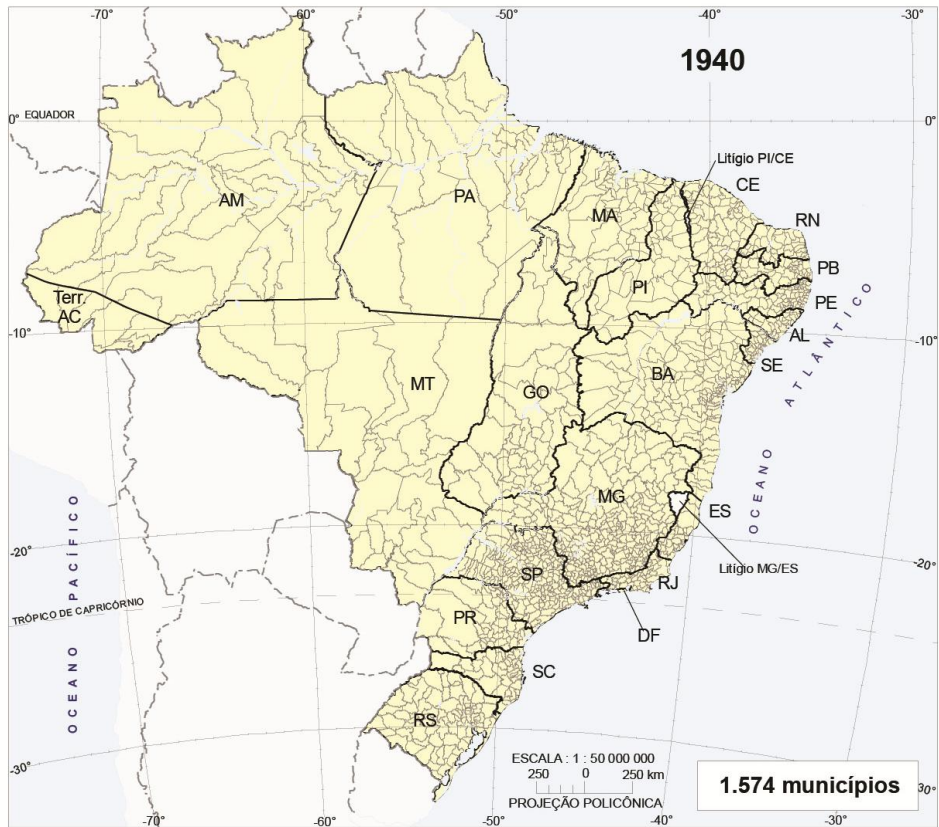 -70°
-60°
-50°
-40°
-30°
1940
0°
EQUADOR
0°
Litígio PI/CE
CE
AM
PA
MA
RN
PB
PI
PE
Terr.
AC
AL
-10°
-10°
SE
MT
GO
BA
OCEANO ATLÂNTICO
MG
ES
OCEANO PACÍFICO
-20°
-20°
Litígio MG/ES
SP
RJ
TRÓPICO DE CAPRICÓRNIO
PR
DF
SC
RS
ESCALA : 1 : 50 000 000
250 0 250 km
PROJEÇÃO POLICÔNICA
-30°
-30°
1.574 municípios
-70°
-60°
-50°
-40°
-30°